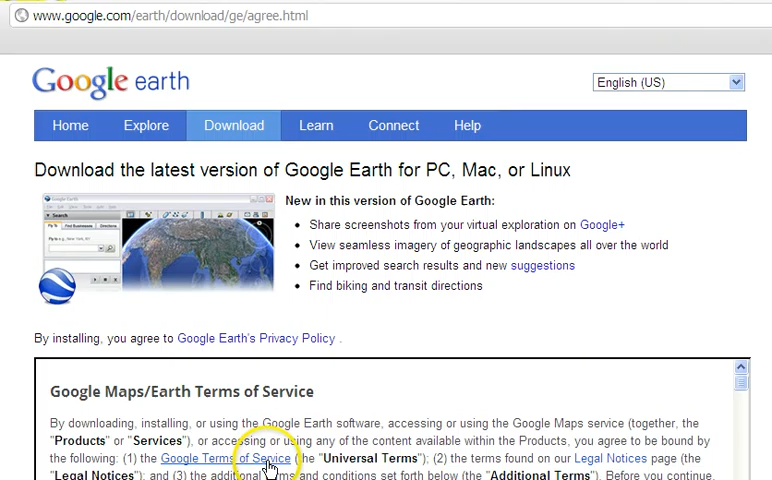 www.google.com/earth/download/ge/agree.html
Google earth
English (US)
Home Explore Download Learn Connect Help
Download the latest version of Google Earth for PC, Mac, or Linux
New in this version of Google Earth:
Share screenshots from your virtual exploration on Google+
View seamless imagery of geographic landscapes all over the world
Get improved search results and new suggestions
Find biking and transit directions
Search
By installing, you agree to Google Earth's Privacy Policy .
Google Maps/Earth Terms of Service
By downloading, installing, or using the Google Earth software, accessing or using the Google Maps service (together, the
"Products" or "Services"), or accessing or using any of the content available within the Products, you agree to be bound by
the following: (1) the Google Terms of Service (the "Universal Terms"); (2) the terms found on our Legal Notices page (the
"Legal Notices"); and (3) the additional terms and conditions set forth below (the "Additional Terms"). Before you continue,